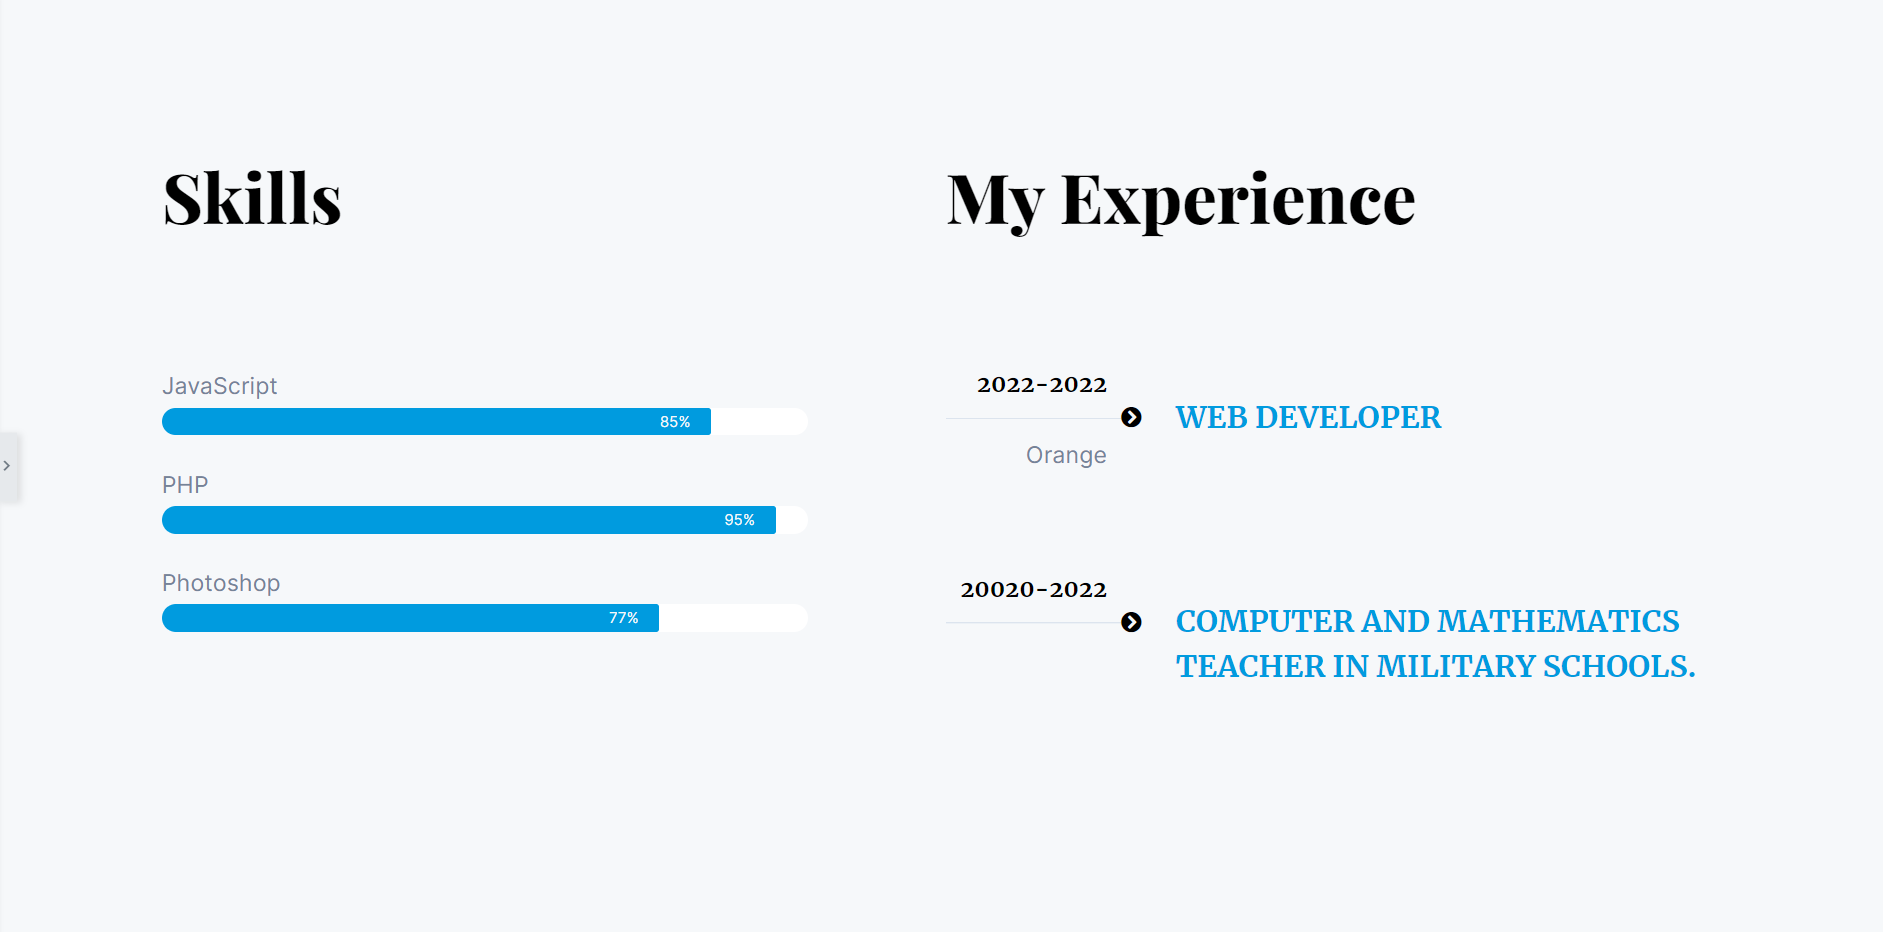 Skills
JavaScript
85%
PHP
95%
Photoshop
77%
My Experience
2022-2022
Orange
WEB DEVELOPER
20020-2022
COMPUTER AND MATHEMATICS
TEACHER IN MILITARY SCHOOLS.